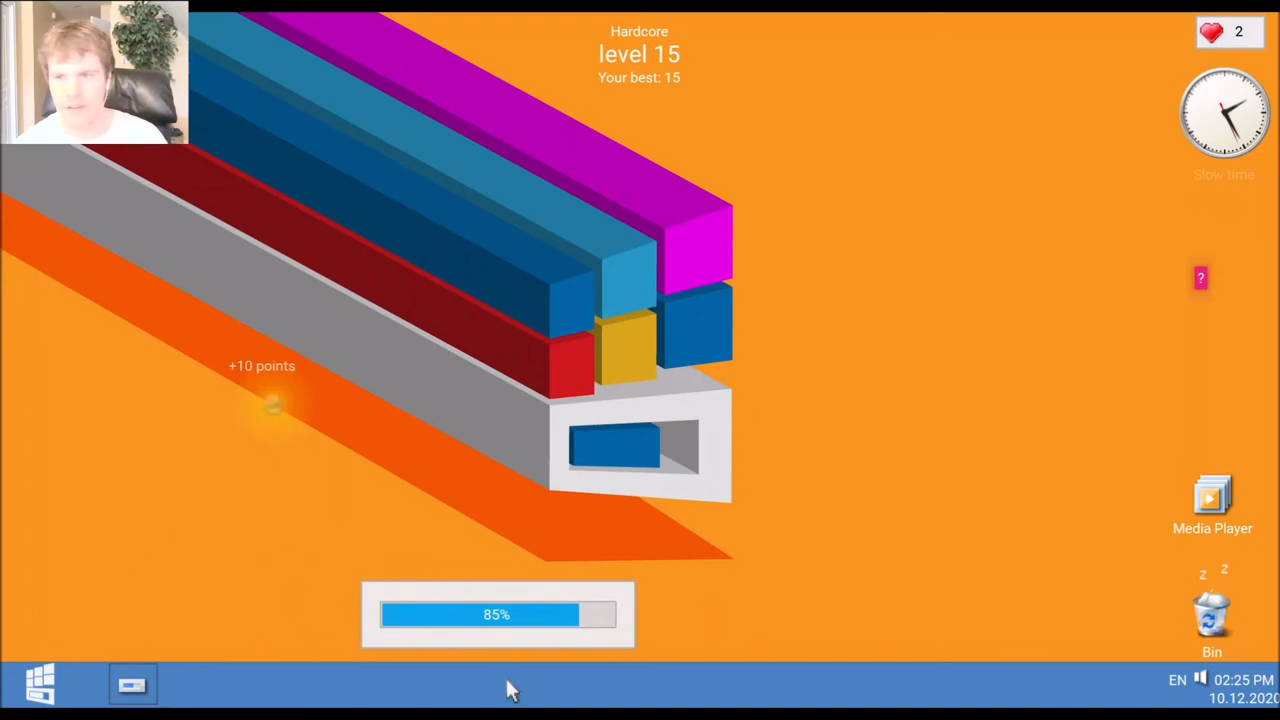 Hardcore
level 15
Your best: 15
2
Slow time
?
+10 points
Media Player
z z
Bin
85%
EN 02:25 PM
10.12.2020